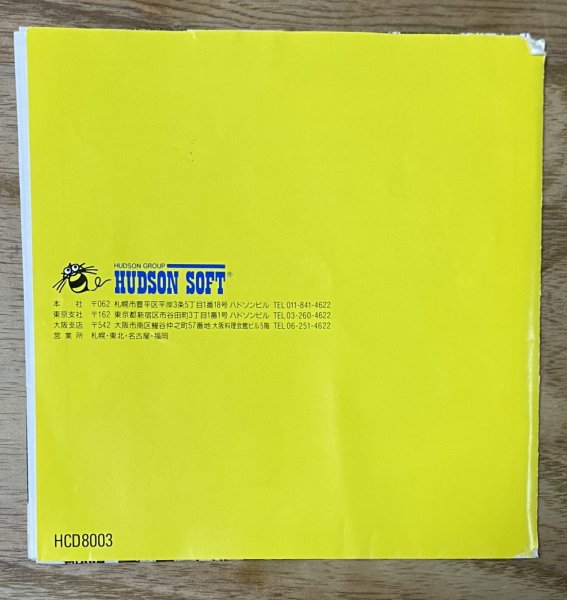 HUDSON GROUP
HUDSON SOFT®
本 社 〒062 札幌市豊平区平岸3条5丁目1番18号 ハドソンビル TEL 011-841-4622
東京支社 〒162 東京都新宿区市谷田町3丁目1番1号 ハドソンビル TEL 03-260-4622
大阪支店 〒542 大阪市南区鰻谷仲之町57番地 大阪料理会館ビル5階 TEL 06-251-4622
営 業 所 札幌・東北・名古屋・福岡
HCD8003